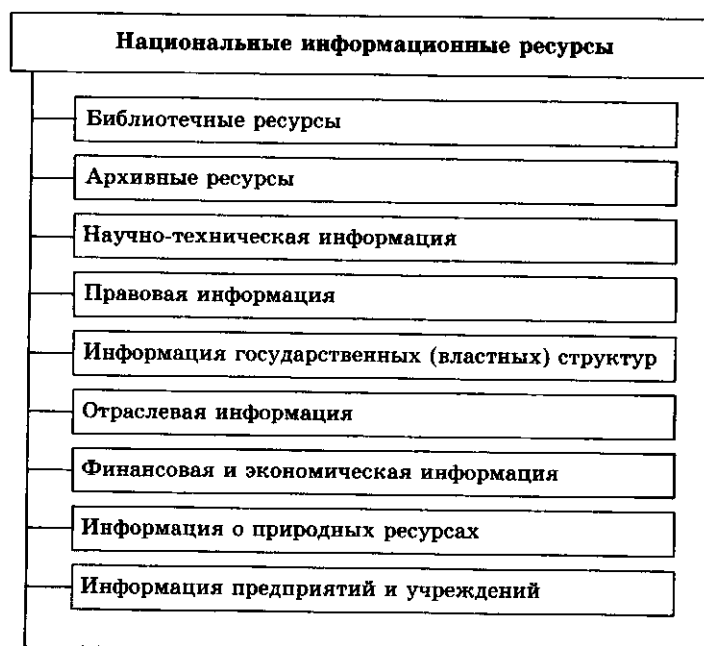 Национальные информационные ресурсы
Библиотечные ресурсы
Архивные ресурсы
Научно-техническая информация
Правовая информация
Информация государственных (властных) структур
Отраслевая информация
Финансовая и экономическая информация
Информация о природных ресурсах
Информация предприятий и учреждений